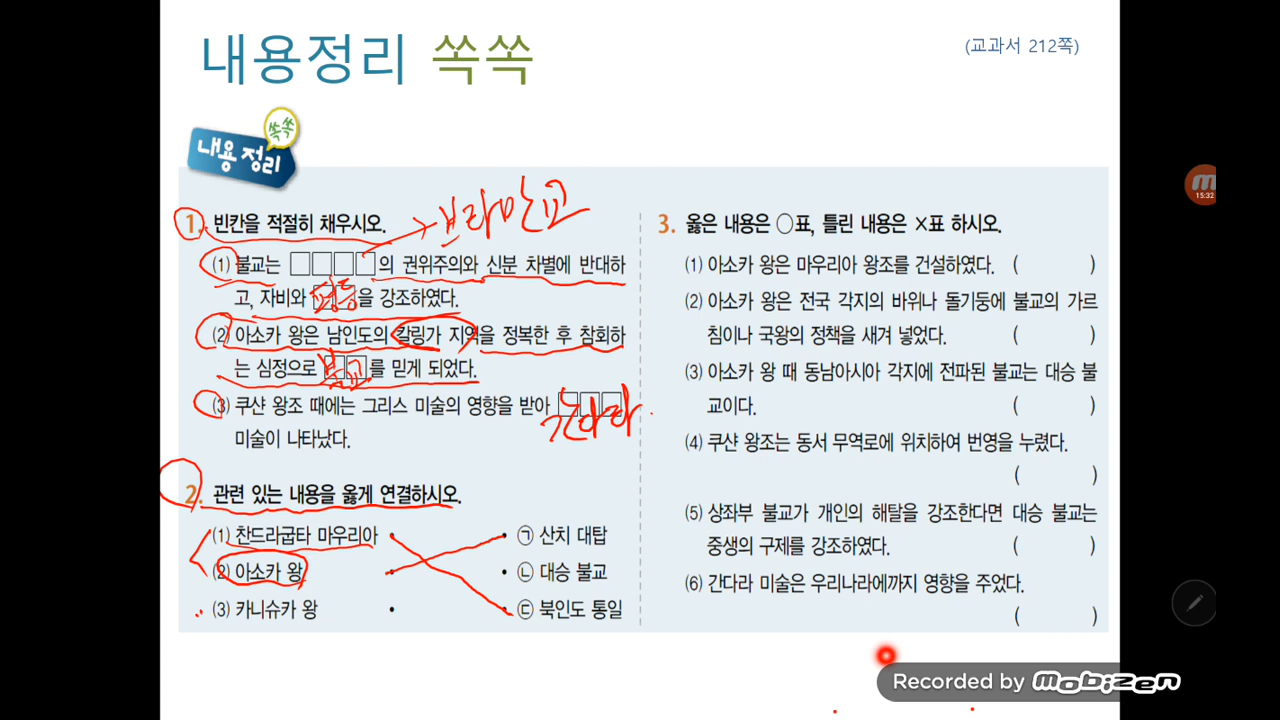 내용정리 쏙쏙
(교과서 212쪽)
쏙쏙
내용 정리
1. 빈칸을 적절히 채우시오.
브라만교
(1) 불교는 □□□□의 권위주의와 신분 차별에 반대하
고, 자비와 평등을 강조하였다.
(2) 아소카 왕은 남인도의 칼링가 지역을 정복한 후 참회하
는 심정으로 불교를 믿게 되었다.
(3) 쿠샨 왕조 때에는 그리스 미술의 영향을 받아 간다라
미술이 나타났다.
2. 관련 있는 내용을 옳게 연결하시오.
(1) 찬드라굽타 마우리아 • • ㉠ 산치 대탑
(2) 아소카 왕 • • ㉡ 대승 불교
(3) 카니슈카 왕 • • ㉢ 북인도 통일
3. 옳은 내용은 ○표, 틀린 내용은 ×표 하시오.
(1) 아소카 왕은 마우리아 왕조를 건설하였다. ( )
(2) 아소카 왕은 전국 각지의 바위나 돌기둥에 불교의 가르
침이나 국왕의 정책을 새겨 넣었다. ( )
(3) 아소카 왕 때 동남아시아 각지에 전파된 불교는 대승 불
교이다. ( )
(4) 쿠샨 왕조는 동서 무역로에 위치하여 번영을 누렸다.
( )
(5) 상좌부 불교가 개인의 해탈을 강조한다면 대승 불교는
중생의 구제를 강조하였다. ( )
(6) 간다라 미술은 우리나라에까지 영향을 주었다.
( )
15:32
Recorded by mobizen